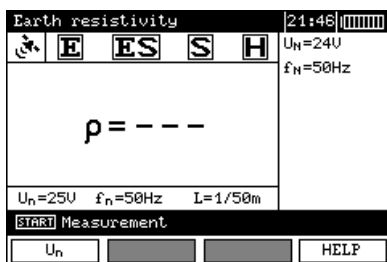 Earth resistivity 21:46
E ES S H
UN=24V
fN=50Hz
ρ=---
Un=25V fn=50Hz L=1/50m
START Measurement
Un HELP